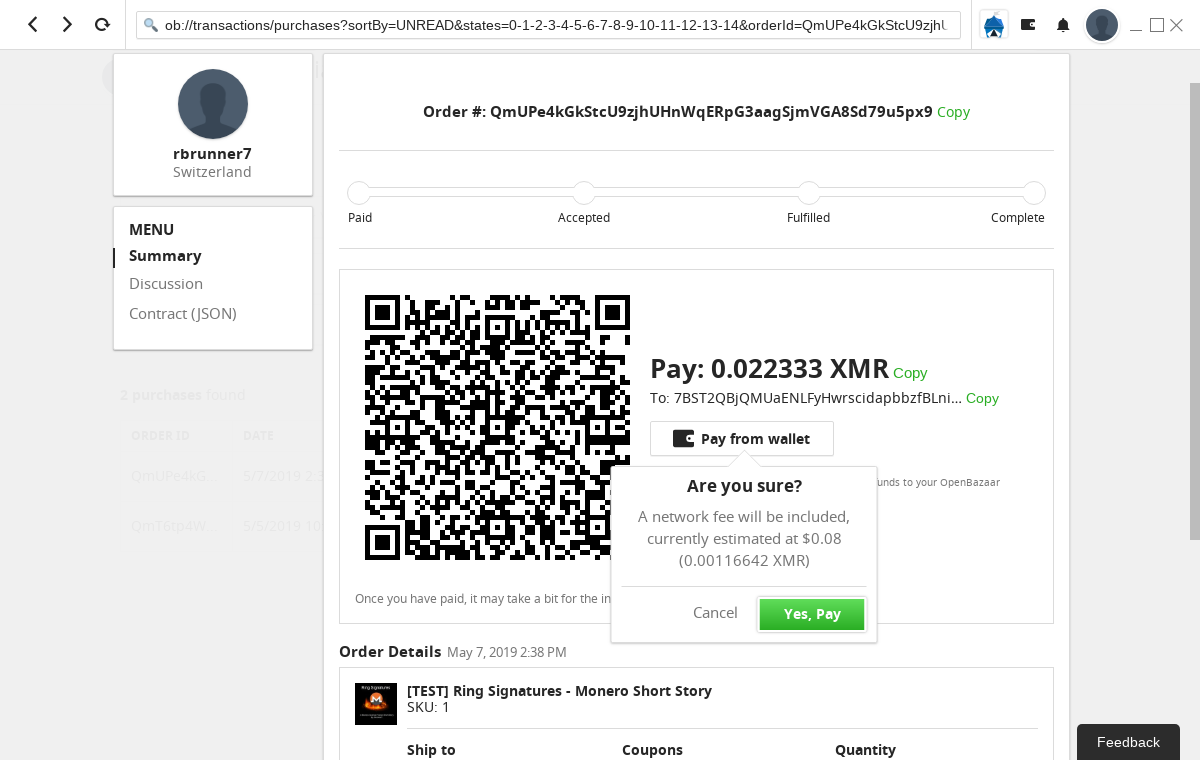 ob://transactions/purchases?sortBy=UNREAD&states=0-1-2-3-4-5-6-7-8-9-10-11-12-13-14&orderId=QmUPe4kGkStcU9zjhU
rbrunner7
Switzerland
MENU
Summary
Discussion
Contract (JSON)
2 purchases found
ORDER ID DATE
QmUPe4kG... 5/7/2019 2:3
QmT6tp4W... 5/5/2019 10
Order #: QmUPe4kGkStcU9zjhUHnWqERpG3aagSjmVGA8Sd79u5px9 Copy
Paid Accepted Fulfilled Complete
Pay: 0.022333 XMR Copy
To: 7BST2QBjQMUaENLFyHwrscidapbbzfBLni... Copy
Pay from wallet
unds to your OpenBazaar
Are you sure?
A network fee will be included,
currently estimated at $0.08
(0.00116642 XMR)
Cancel Yes, Pay
Once you have paid, it may take a bit for the in
Order Details May 7, 2019 2:38 PM
Ring Signatures
[TEST] Ring Signatures - Monero Short Story
SKU: 1
Ship to Coupons Quantity
Feedback